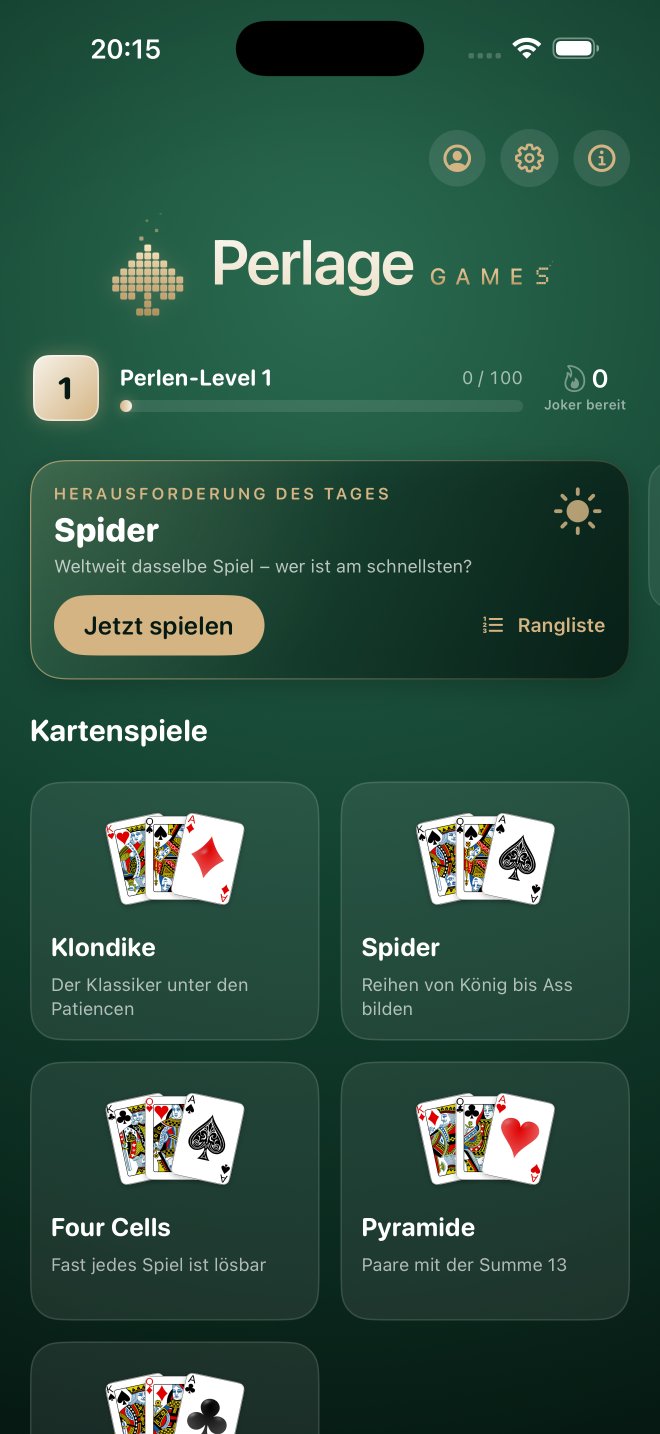 20:15
Perlage GAMES
1
Perlen-Level 1
0 / 100
0
Joker bereit
HERAUSFORDERUNG DES TAGES
Spider
Weltweit dasselbe Spiel – wer ist am schnellsten?
Jetzt spielen
Rangliste
Kartenspiele
K Q A A
K Q A A
Klondike
Spider
Der Klassiker unter den
Patiencen
Reihen von König bis Ass
bilden
K Q A A
K Q A A
Four Cells
Pyramide
Fast jedes Spiel ist lösbar
Paare mit der Summe 13
K Q A